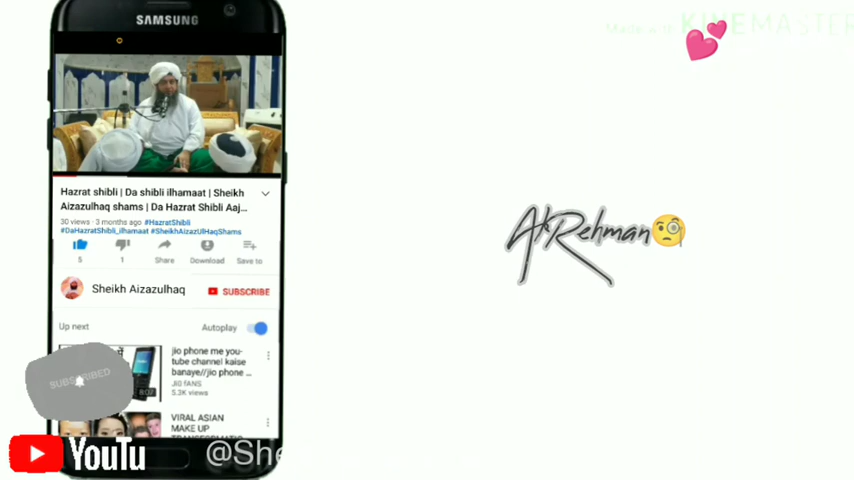 SAMSUNG
Made with KINEMASTER
Hazrat shibli | Da shibli ilhamaat | Sheikh
Aizazulhaq shams | Da Hazrat Shibli Aaj...
30 views · 3 months ago #HazratShibli
#DaHazratShibli_ilhamaat #SheikhAizazUlHaqShams
5
1
Share
Download
Save to
Sheikh Aizazulhaq
SUBSCRIBE
Up next
Autoplay
jio phone me you-
tube channel kaise
banaye//jio phone ...
JiO fANS
5.3K views
8:07
VIRAL ASIAN
MAKE UP
SUBSCRIBED
YouTu
@She
AtRehman